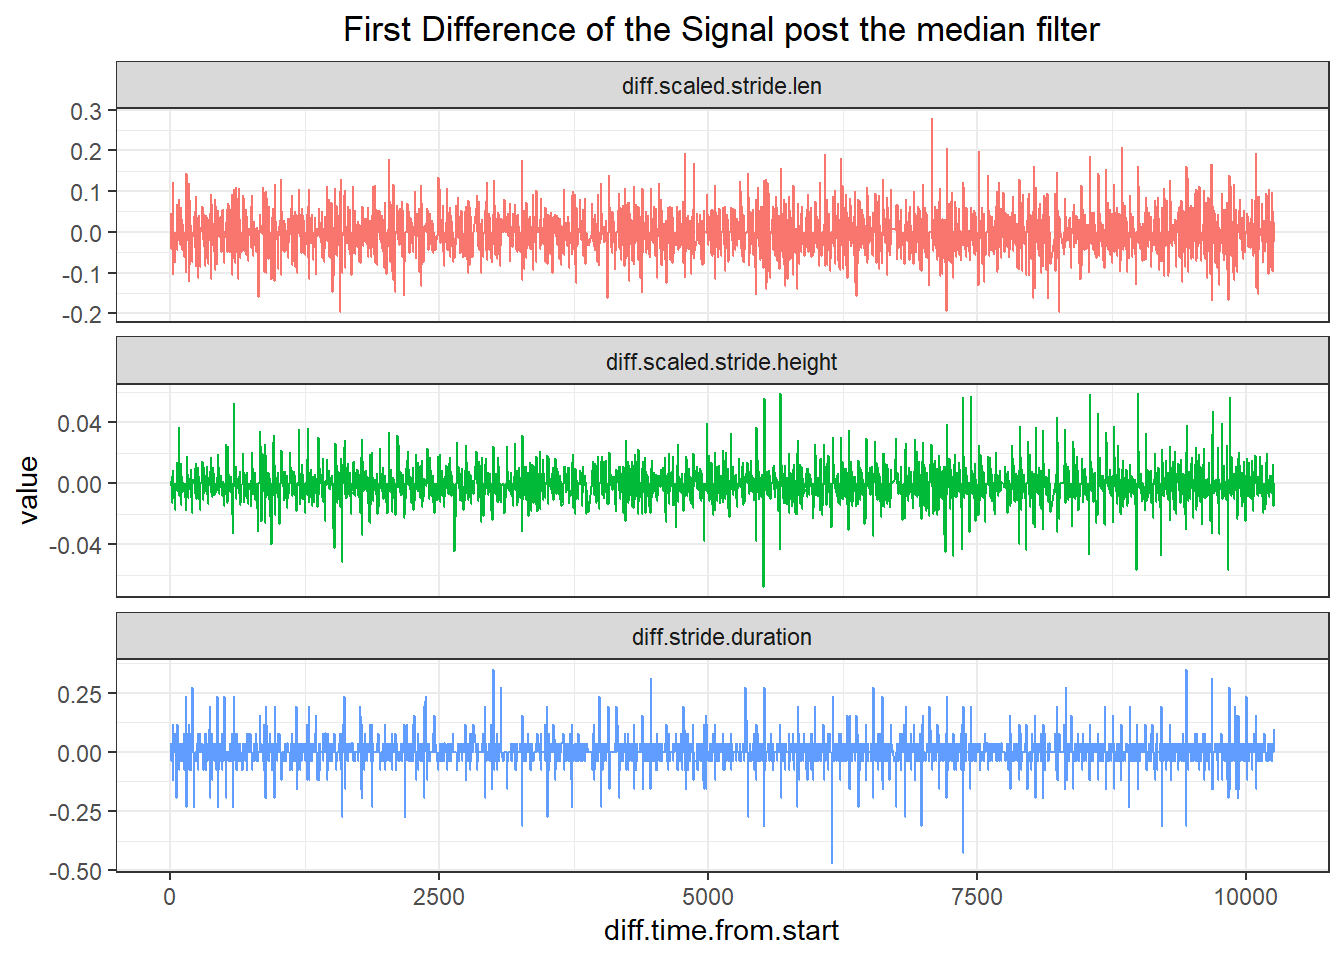 First Difference of the Signal post the median filter
diff.scaled.stride.len
0.3
0.2
0.1
0.0
-0.1
-0.2
diff.scaled.stride.height
0.04
0.00
-0.04
value
diff.stride.duration
0.25
0.00
-0.25
-0.50
0 2500 5000 7500 10000
diff.time.from.start